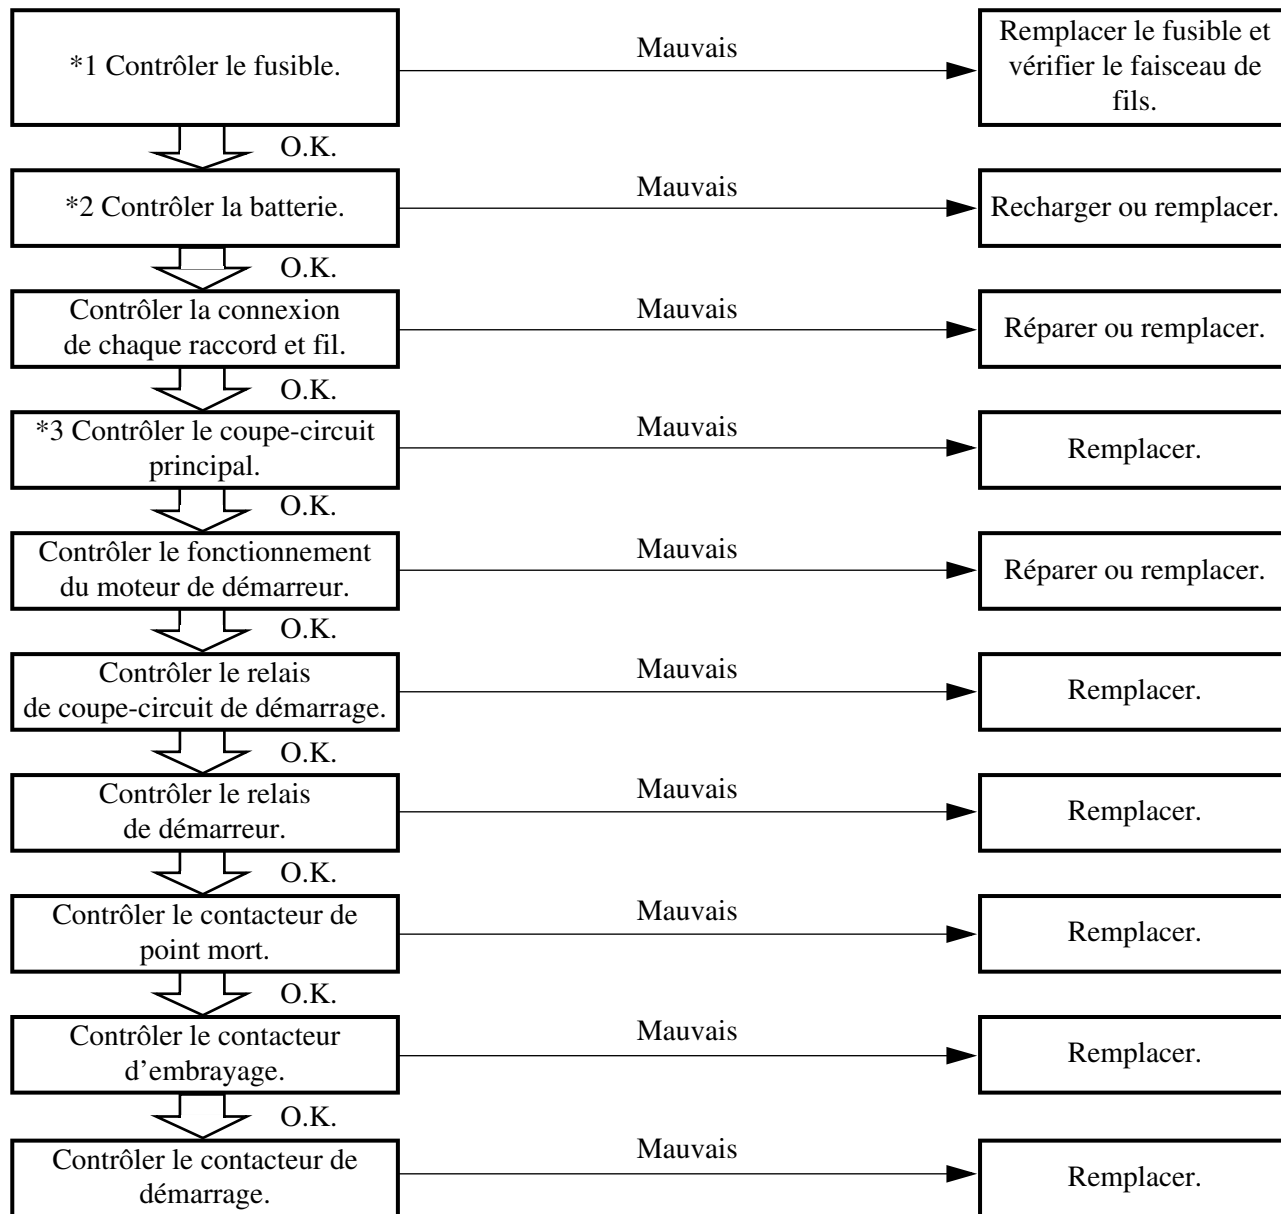 *1 Contrôler le fusible.
Mauvais
Remplacer le fusible et
vérifier le faisceau de
fils.
O.K.
*2 Contrôler la batterie.
Mauvais
Recharger ou remplacer.
O.K.
Contrôler la connexion
de chaque raccord et fil.
Mauvais
Réparer ou remplacer.
O.K.
*3 Contrôler le coupe-circuit
principal.
Mauvais
Remplacer.
O.K.
Contrôler le fonctionnement
du moteur de démarreur.
Mauvais
Réparer ou remplacer.
O.K.
Contrôler le relais
de coupe-circuit de démarrage.
Mauvais
Remplacer.
O.K.
Contrôler le relais
de démarreur.
Mauvais
Remplacer.
O.K.
Contrôler le contacteur de
point mort.
Mauvais
Remplacer.
O.K.
Contrôler le contacteur
d’embrayage.
Mauvais
Remplacer.
O.K.
Contrôler le contacteur de
démarrage.
Mauvais
Remplacer.